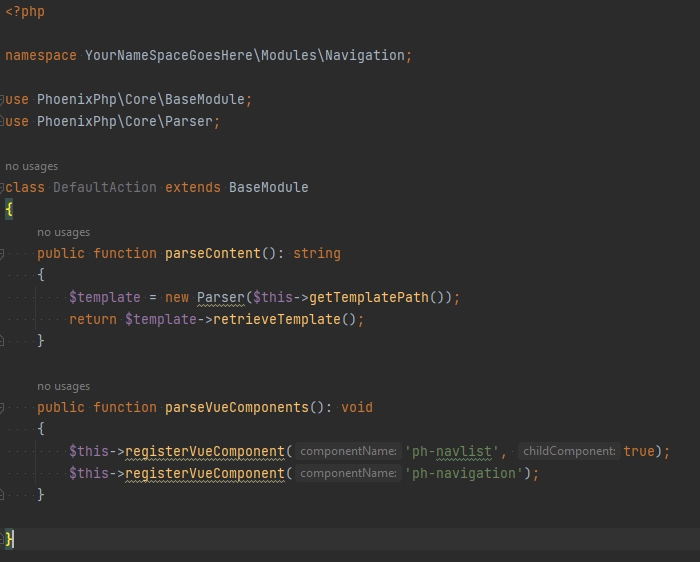 <?php
namespace YourNameSpaceGoesHere\Modules\Navigation;
use PhoenixPhp\Core\BaseModule;
use PhoenixPhp\Core\Parser;
no usages
class DefaultAction extends BaseModule
{
no usages
public function parseContent(): string
{
$template = new Parser($this->getTemplatePath());
return $template->retrieveTemplate();
}
no usages
public function parseVueComponents(): void
{
$this->registerVueComponent( componentName: 'ph-navlist', childComponent: true);
$this->registerVueComponent( componentName: 'ph-navigation');
}
}